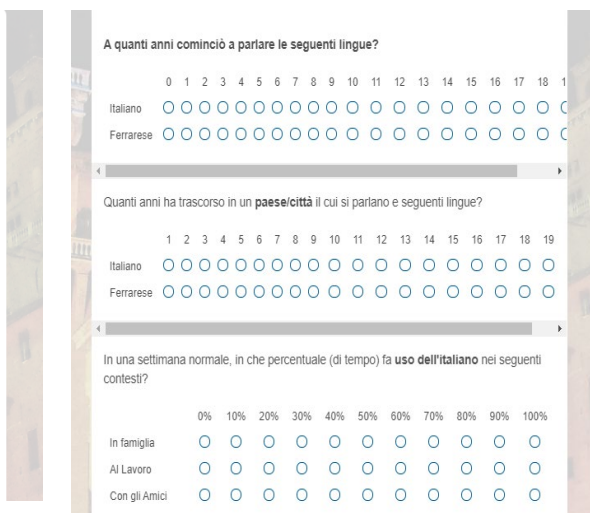 A quanti anni cominciò a parlare le seguenti lingue?
0 1 2 3 4 5 6 7 8 9 10 11 12 13 14 15 16 17 18 1
Italiano
Ferrarese
Quanti anni ha trascorso in un paese/città il cui si parlano e seguenti lingue?
1 2 3 4 5 6 7 8 9 10 11 12 13 14 15 16 17 18 19
Italiano
Ferrarese
In una settimana normale, in che percentuale (di tempo) fa uso dell'italiano nei seguenti
contesti?
0% 10% 20% 30% 40% 50% 60% 70% 80% 90% 100%
In famiglia
Al Lavoro
Con gli Amici